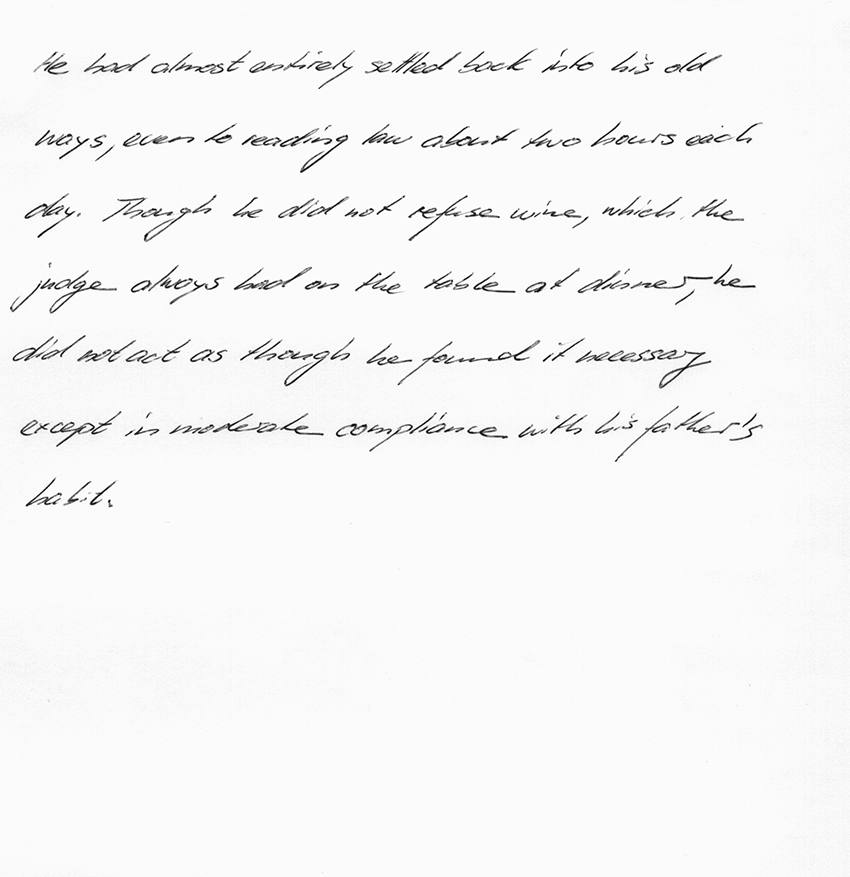 He had almost entirely settled back into his old
ways, even to reading law about two hours each
day. Though he did not refuse wine, which the
judge always had on the table at dinner, he
did not act as though he found it necessary
except in moderate compliance with his father's
habit.